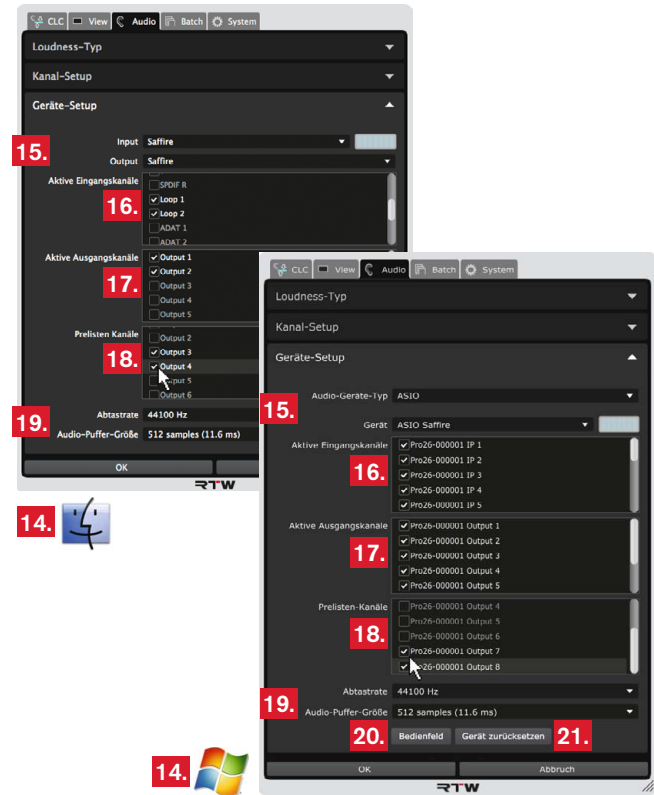 CLC View Audio Batch System
Loudness-Typ
Kanal-Setup
Geräte-Setup
15.
Input Saffire
Output Saffire
Aktive Eingangskanäle
16.
SPDIF R
Loop 1
Loop 2
ADAT 1
ADAT 2
Aktive Ausgangskanäle
17.
Output 1
Output 2
Output 3
Output 4
Output 5
Prelisten Kanäle
18.
Output 2
Output 3
Output 4
Output 5
Output 6
19.
Abtastrate 44100 Hz
Audio-Puffer-Größe 512 samples (11.6 ms)
OK
RTW
14.
CLC View Audio Batch System
Loudness-Typ
Kanal-Setup
Geräte-Setup
15.
Audio-Geräte-Typ ASIO
Gerät ASIO Saffire
Aktive Eingangskanäle
16.
Pro26-000001 IP 1
Pro26-000001 IP 2
Pro26-000001 IP 3
Pro26-000001 IP 4
Pro26-000001 IP 5
Aktive Ausgangskanäle
17.
Pro26-000001 Output 1
Pro26-000001 Output 2
Pro26-000001 Output 3
Pro26-000001 Output 4
Pro26-000001 Output 5
Prelisten-Kanäle
18.
Pro26-000001 Output 4
Pro26-000001 Output 5
Pro26-000001 Output 6
Pro26-000001 Output 7
Pro26-000001 Output 8
19.
Abtastrate 44100 Hz
Audio-Puffer-Größe 512 samples (11.6 ms)
20. Bedienfeld Gerät zurücksetzen 21.
OK Abbruch
RTW
14.